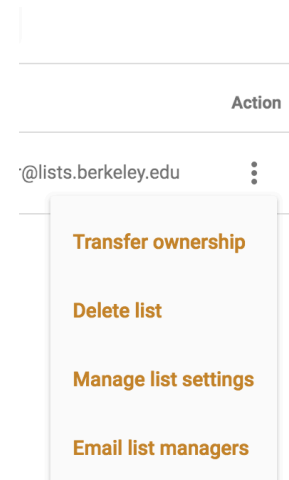 Action
@lists.berkeley.edu
Transfer ownership
Delete list
Manage list settings
Email list managers